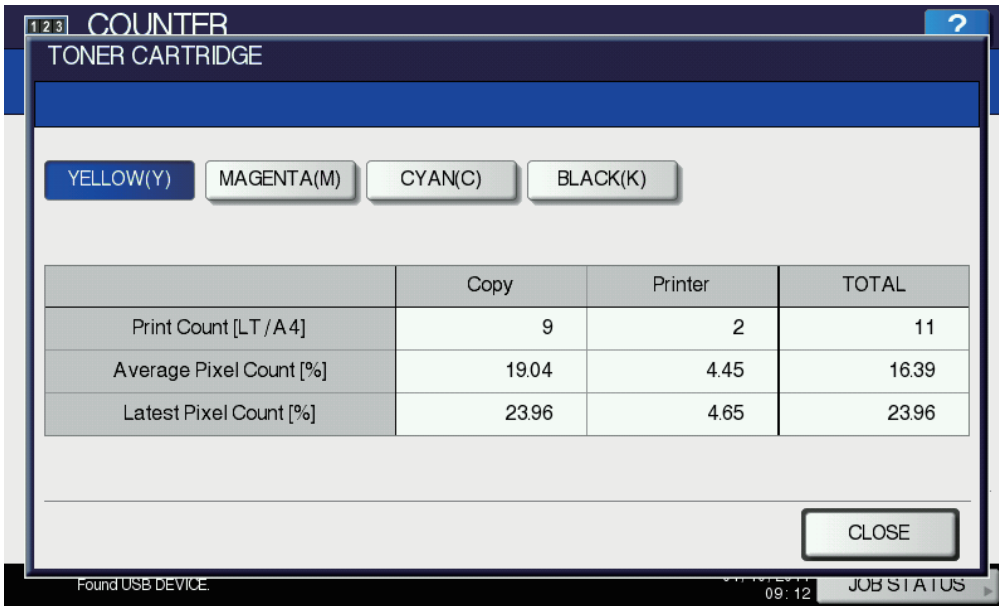 123 COUNTER ?
TONER CARTRIDGE
YELLOW(Y) MAGENTA(M) CYAN(C) BLACK(K)
Copy Printer TOTAL
Print Count [LT/A4] 9 2 11
Average Pixel Count [%] 19.04 4.45 16.39
Latest Pixel Count [%] 23.96 4.65 23.96
CLOSE
Found USB DEVICE.
09:12 JOB STATUS